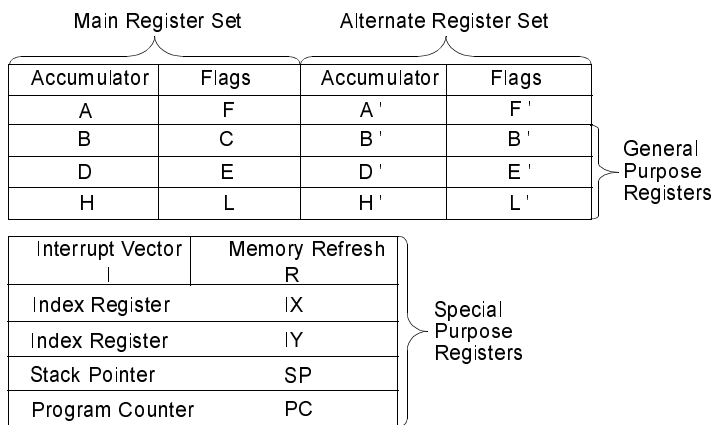 Main Register Set Alternate Register Set
Accumulator Flags Accumulator Flags
A F A ' F '
B C B ' B '
D E D ' E '
H L H ' L '
General
Purpose
Registers
Interrupt Vector Memory Refresh
I R
Index Register IX
Index Register IY
Stack Pointer SP
Program Counter PC
Special
Purpose
Registers